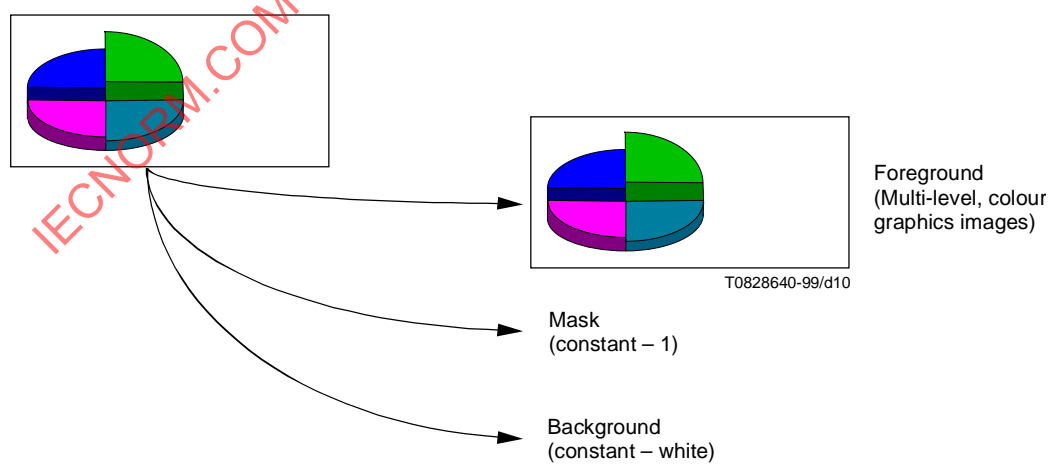 IECNORM.COM
Foreground
(Multi-level, colour
graphics images)
T0828640-99/d10
Mask
(constant – 1)
Background
(constant – white)